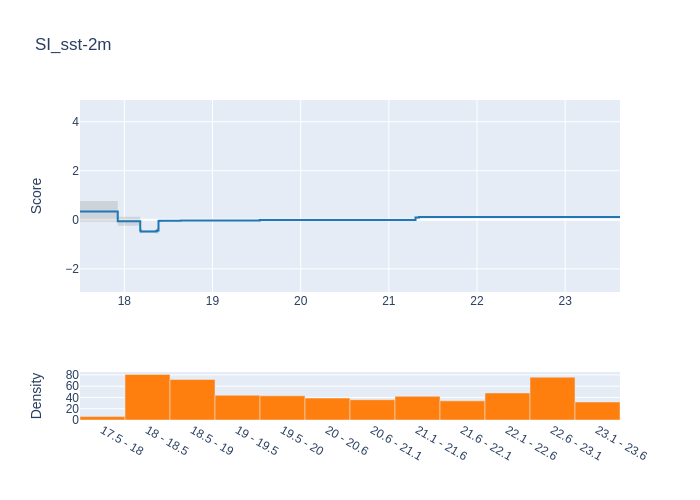 SI_sst-2m
Score
4
2
0
−2
18
19
20
21
22
23
Density
80
60
40
20
0
17.5 - 18
18 - 18.5
18.5 - 19
19 - 19.5
19.5 - 20
20 - 20.6
20.6 - 21.1
21.1 - 21.6
21.6 - 22.1
22.1 - 22.6
22.6 - 23.1
23.1 - 23.6